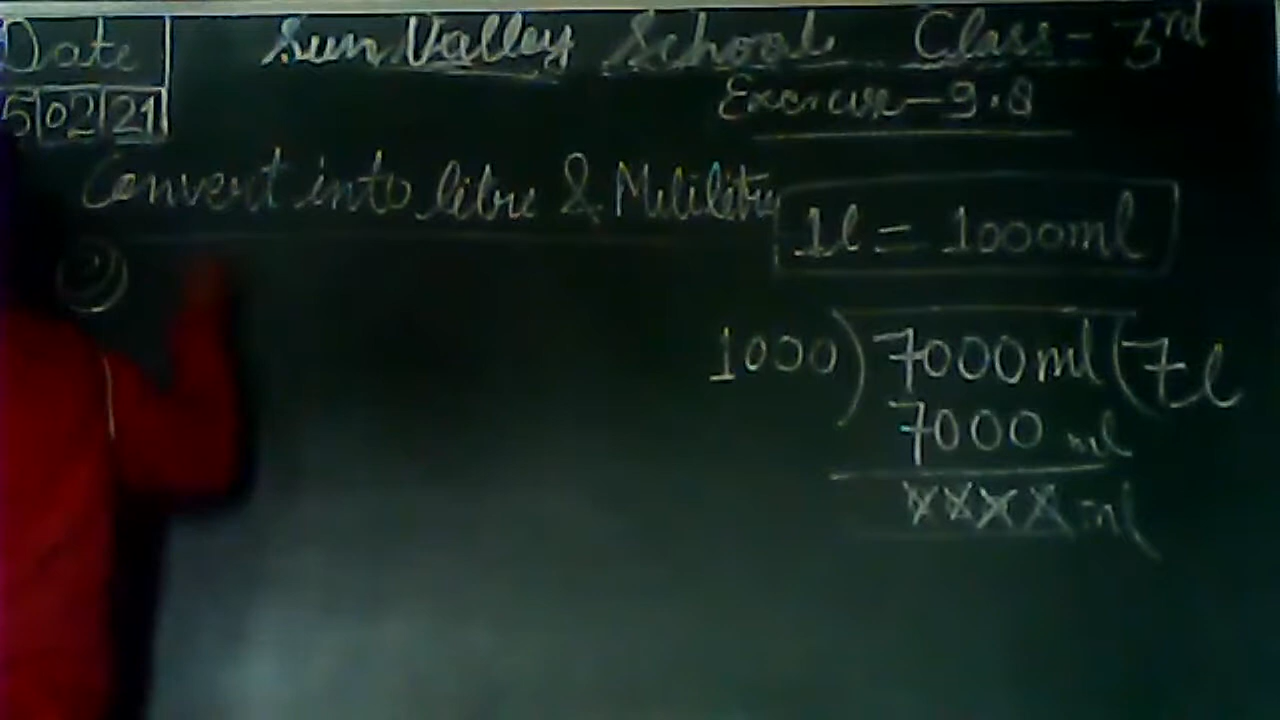 Date
5|02|21
Sun Valley School Class - 3rd
Exercise - 9.8
Convert into litre & Mililitre
1l = 1000ml
1000)7000ml(7l
7000 ml
XXXX ml